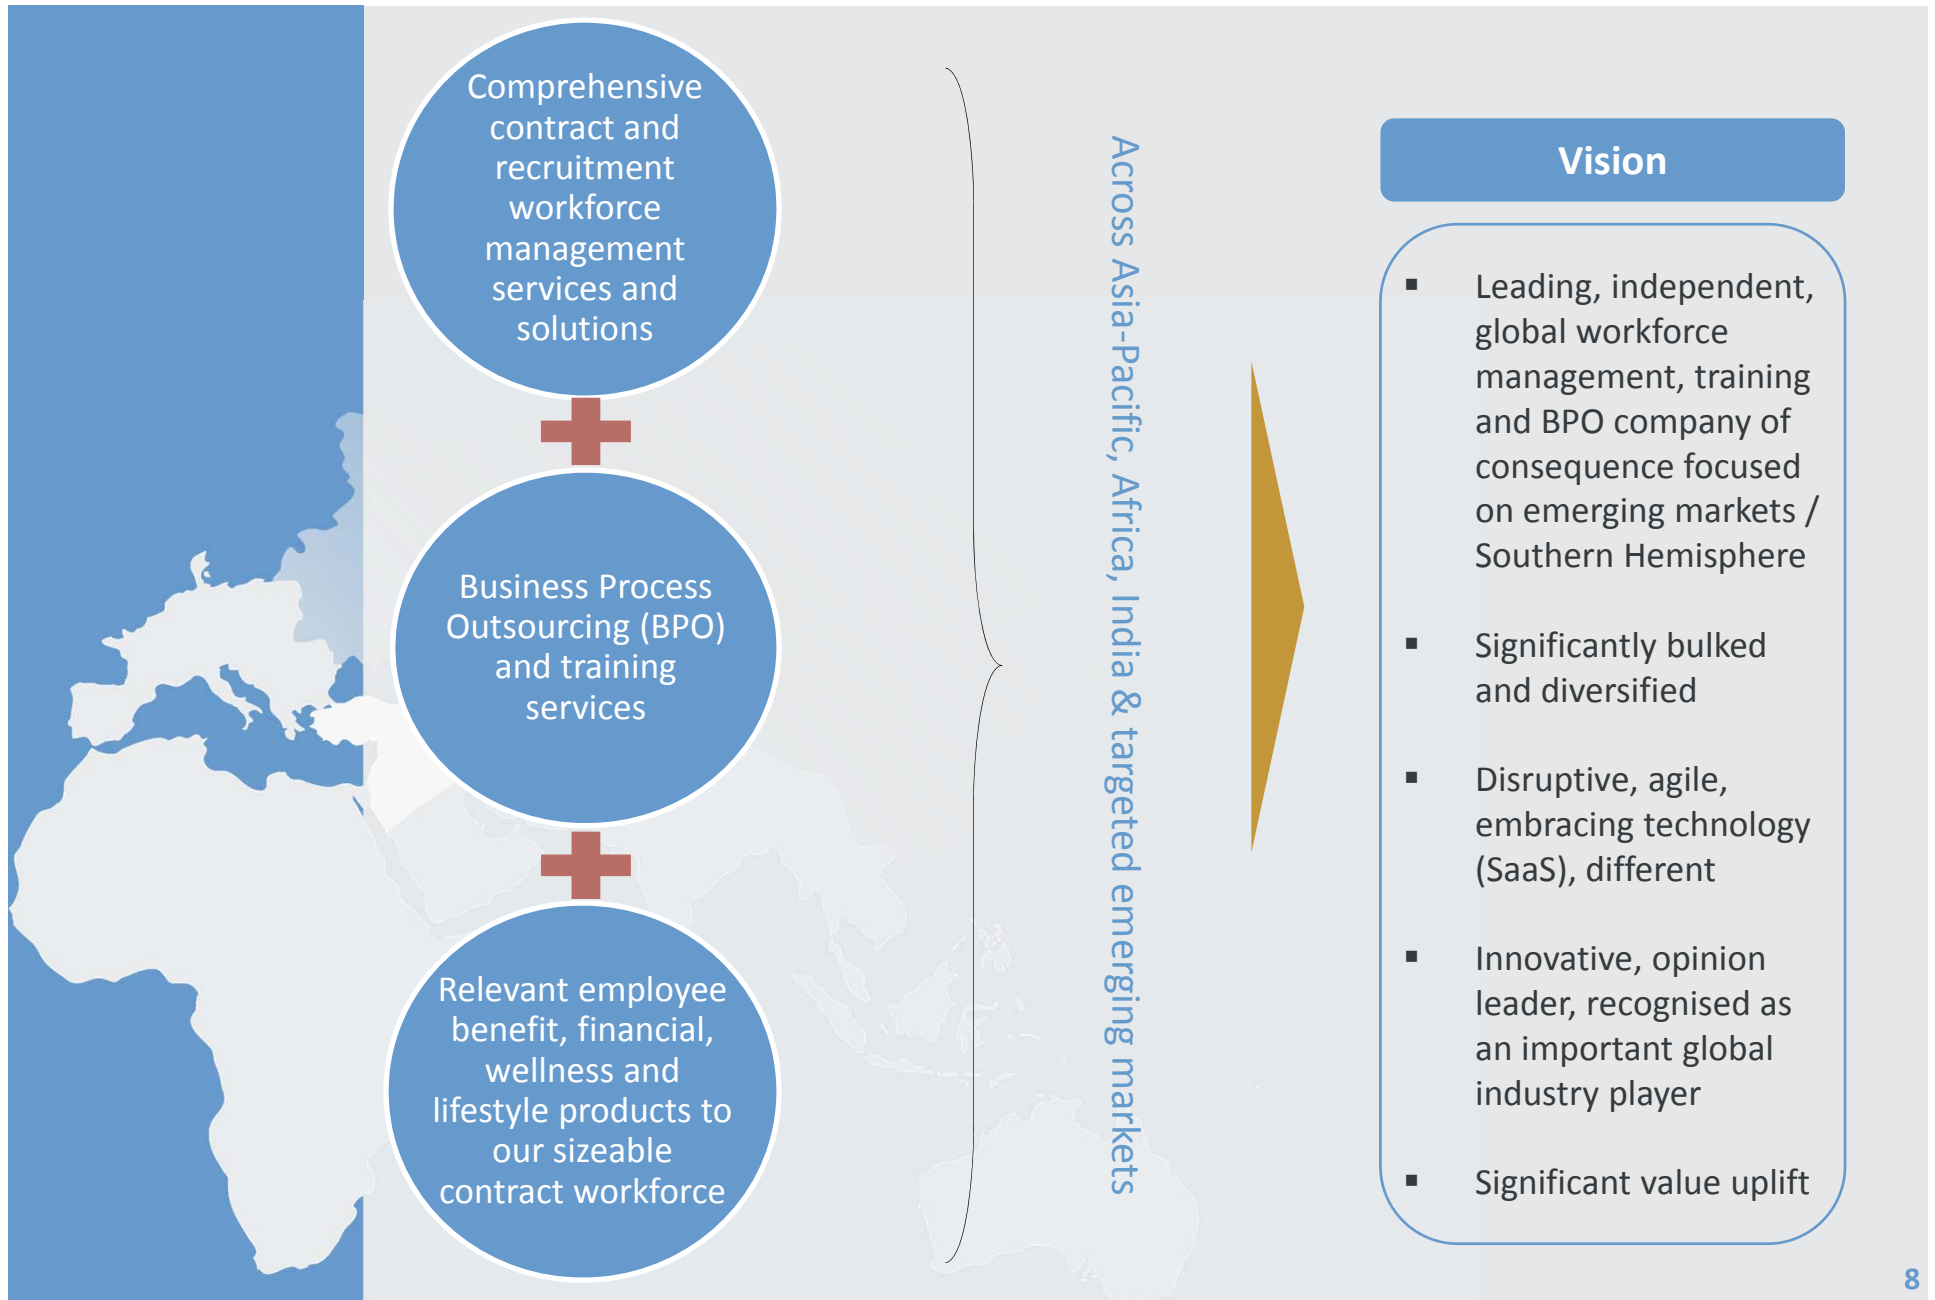 Comprehensive
contract and
recruitment
workforce
management
services and
solutions
Business Process
Outsourcing (BPO)
and training
services
Relevant employee
benefit, financial,
wellness and
lifestyle products to
our sizeable
contract workforce
Across Asia-Pacific, Africa, India & targeted emerging markets
Vision
▪ Leading, independent,
global workforce
management, training
and BPO company of
consequence focused
on emerging markets /
Southern Hemisphere
▪ Significantly bulked
and diversified
▪ Disruptive, agile,
embracing technology
(SaaS), different
▪ Innovative, opinion
leader, recognised as
an important global
industry player
▪ Significant value uplift
8